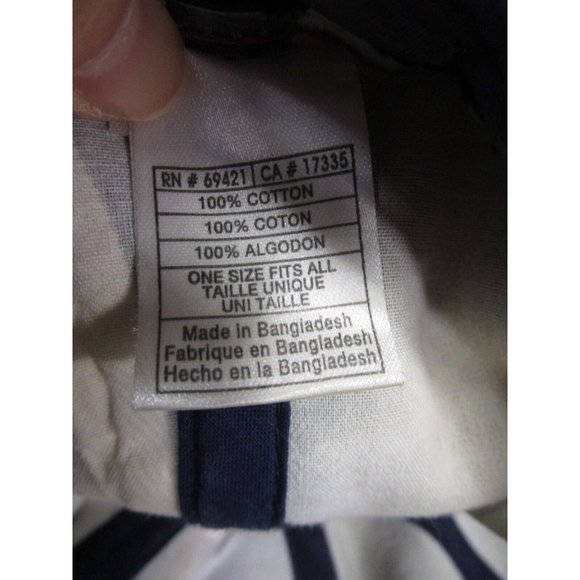 RN # 69421 CA # 17335
100% COTTON
100% COTON
100% ALGODON
ONE SIZE FITS ALL
TAILLE UNIQUE
UNI TAILLE
Made in Bangladesh
Fabrique en Bangladesh
Hecho en la Bangladesh